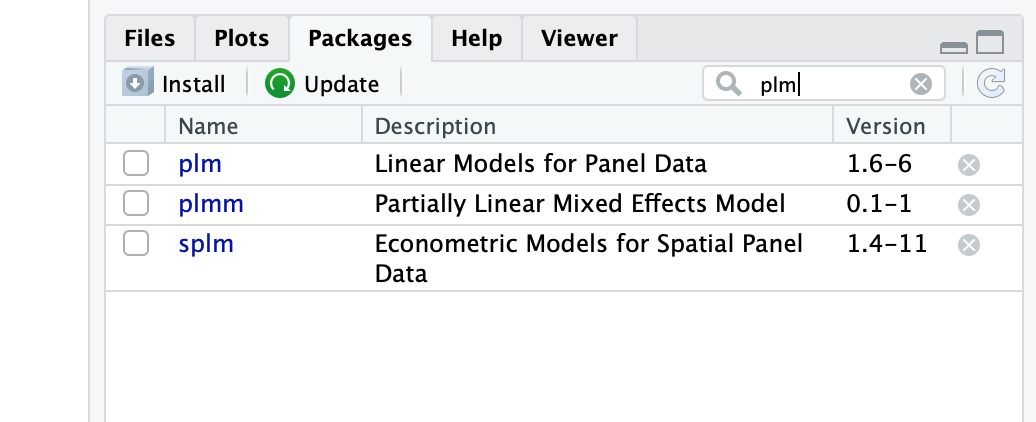 Files Plots Packages Help Viewer
Install Update plm
Name Description Version
plm Linear Models for Panel Data 1.6-6
plmm Partially Linear Mixed Effects Model 0.1-1
splm Econometric Models for Spatial Panel 1.4-11
Data